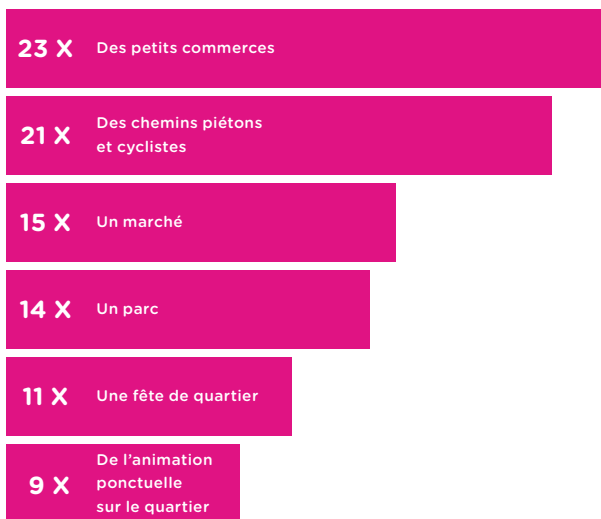 23 X Des petits commerces
21 X Des chemins piétons
et cyclistes
15 X Un marché
14 X Un parc
11 X Une fête de quartier
De l'animation
9 X ponctuelle
sur le quartier